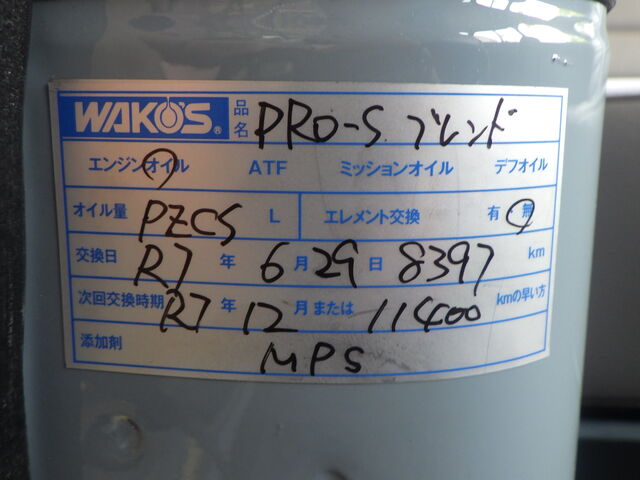 WAKO'S® 品名 PRO-S ブレンド
エンジンオイル ATF ミッションオイル デフオイル
オイル量 PZCS L エレメント交換 有・無
交換日 R7 年 6 月 29 日 8397 km
次回交換時期 R7 年 12 月または 11400 kmの早い方
添加剤 MPS